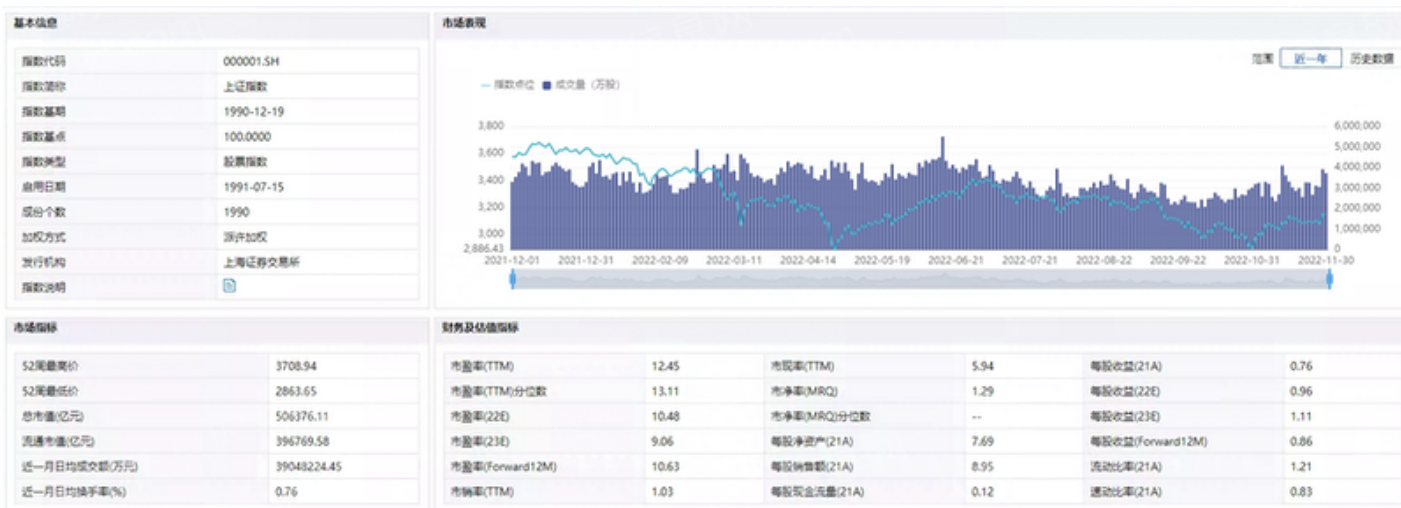 基本信息
指数代码 000001.SH
指数简称 上证指数
指数基期 1990-12-19
指数基点 100.0000
指数类型 股票指数
启用日期 1991-07-15
成份个数 1990
加权方式 派许加权
发行机构 上海证券交易所
指数说明
市场表现
范围 近一年 历史数据
指数点位 成交量（万股）
3,800 6,000,000
5,000,000
3,600
4,000,000
3,400
3,000,000
3,200 2,000,000
3,000 1,000,000
2,886.43 0
2021-12-01 2021-12-31 2022-02-09 2022-03-11 2022-04-14 2022-05-19 2022-06-21 2022-07-21 2022-08-22 2022-09-22 2022-10-31 2022-11-30
市场指标
52周最高价 3708.94
52周最低价 2863.65
总市值(亿元) 506376.11
流通市值(亿元) 396769.58
近一月日均成交额(万元) 39048224.45
近一月日均换手率(%) 0.76
财务及估值指标
市盈率(TTM) 12.45 市现率(TTM) 5.94 每股收益(21A) 0.76
市盈率(TTM)分位数 13.11 市净率(MRQ) 1.29 每股收益(22E) 0.96
市盈率(22E) 10.48 市净率(MRQ)分位数 -- 每股收益(23E) 1.11
市盈率(23E) 9.06 每股净资产(21A) 7.69 每股收益(Forward12M) 0.86
市盈率(Forward12M) 10.63 每股销售额(21A) 8.95 流动比率(21A) 1.21
市销率(TTM) 1.03 每股现金流量(21A) 0.12 速动比率(21A) 0.83